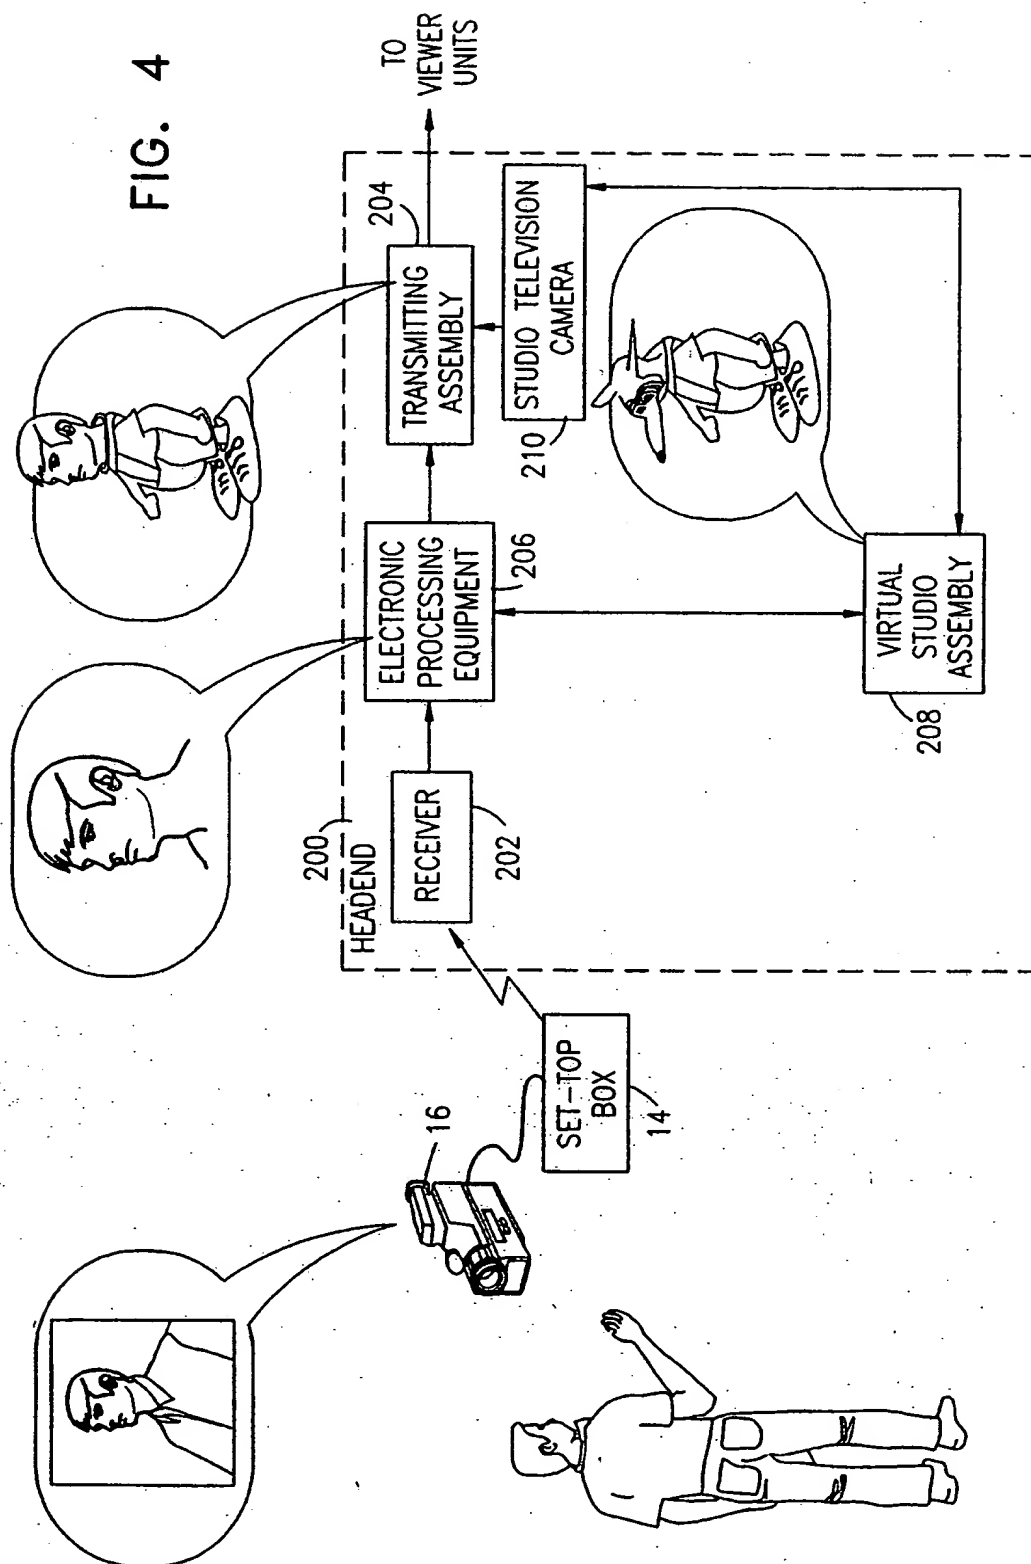 FIG. 4
16
SET-TOP
BOX
14
200
HEADEND
RECEIVER
202
ELECTRONIC
PROCESSING
EQUIPMENT
206
TRANSMITTING
ASSEMBLY
204
TO
VIEWER
UNITS
STUDIO TELEVISION
CAMERA
210
VIRTUAL
STUDIO
ASSEMBLY
208